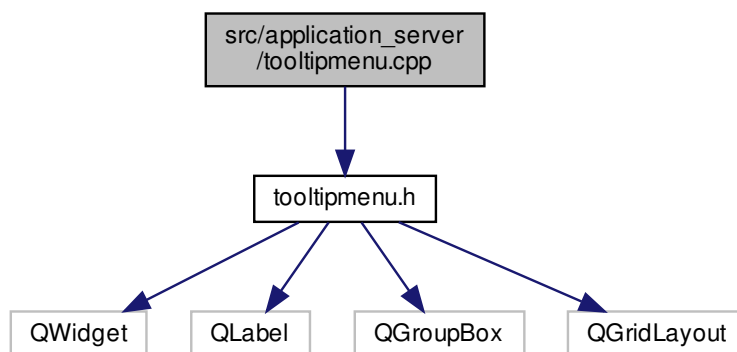 src/application_server
/tooltipmenu.cpp
tooltipmenu.h
QWidget
QLabel
QGroupBox
QGridLayout